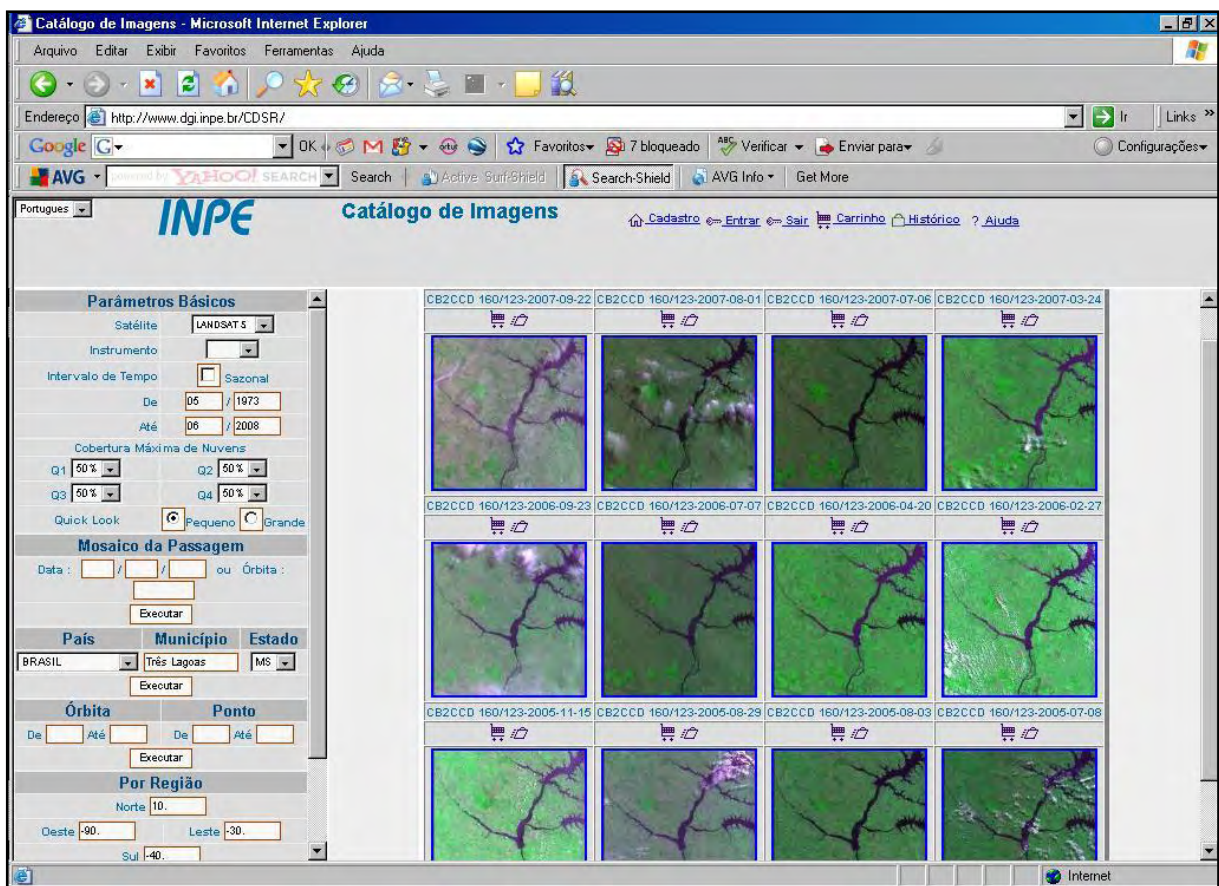 Catálogo de Imagens - Microsoft Internet Explorer
Arquivo Editar Exibir Favoritos Ferramentas Ajuda
Endereço http://www.dgi.inpe.br/CDSR/ Ir Links »
Google G OK Favoritos 7 bloqueado Verificar Enviar para Configurações
AVG YAHOO! SEARCH Search Active Surf-Shield Search-Shield AVG Info Get More
Portugues INPE Catálogo de Imagens Cadastro Entrar Sair Carrinho Histórico ? Ajuda
Parâmetros Básicos
Satélite LANDSAT 5
Instrumento
Intervalo de Tempo Sazonal
De 05 / 1973
Até 06 / 2008
Cobertura Máxima de Nuvens
Q1 50% Q2 50%
Q3 50% Q4 50%
Quick Look Pequeno Grande
Mosaico da Passagem
Data : / / ou Órbita :
Executar
País Município Estado
BRASIL Três Lagoas MS
Executar
Órbita Ponto
De Até De Até
Executar
Por Região
Norte 10.
Oeste -90. Leste -30.
Sul -40.
CB2CCD 160/123-2007-09-22 CB2CCD 160/123-2007-08-01 CB2CCD 160/123-2007-07-06 CB2CCD 160/123-2007-03-24
CB2CCD 160/123-2006-09-23 CB2CCD 160/123-2006-07-07 CB2CCD 160/123-2006-04-20 CB2CCD 160/123-2006-02-27
CB2CCD 160/123-2005-11-15 CB2CCD 160/123-2005-08-29 CB2CCD 160/123-2005-08-03 CB2CCD 160/123-2005-07-08
Internet